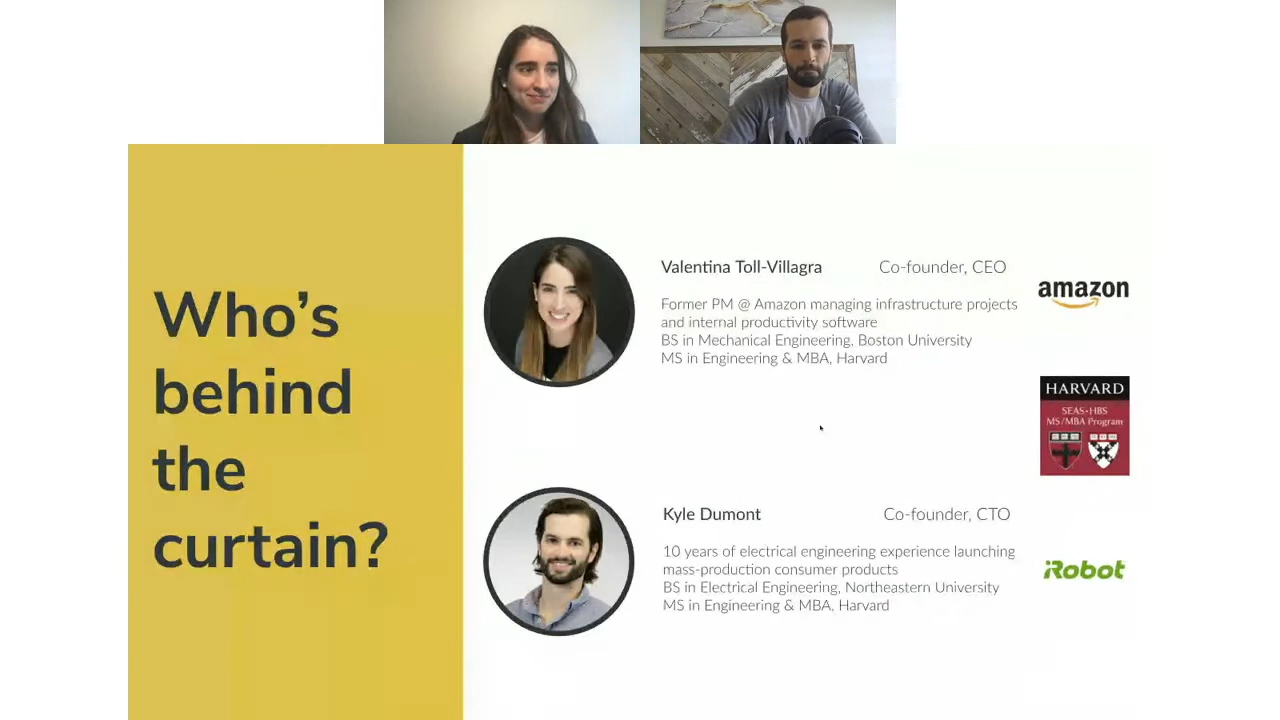 Who's
behind
the
curtain?
Valentina Toll-Villagra Co-founder, CEO
Former PM @ Amazon managing infrastructure projects
and internal productivity software
BS in Mechanical Engineering, Boston University
MS in Engineering & MBA, Harvard
amazon
HARVARD
SEAS•HBS
MS/MBA Program
Kyle Dumont Co-founder, CTO
10 years of electrical engineering experience launching
mass-production consumer products
BS in Electrical Engineering, Northeastern University
MS in Engineering & MBA, Harvard
iRobot